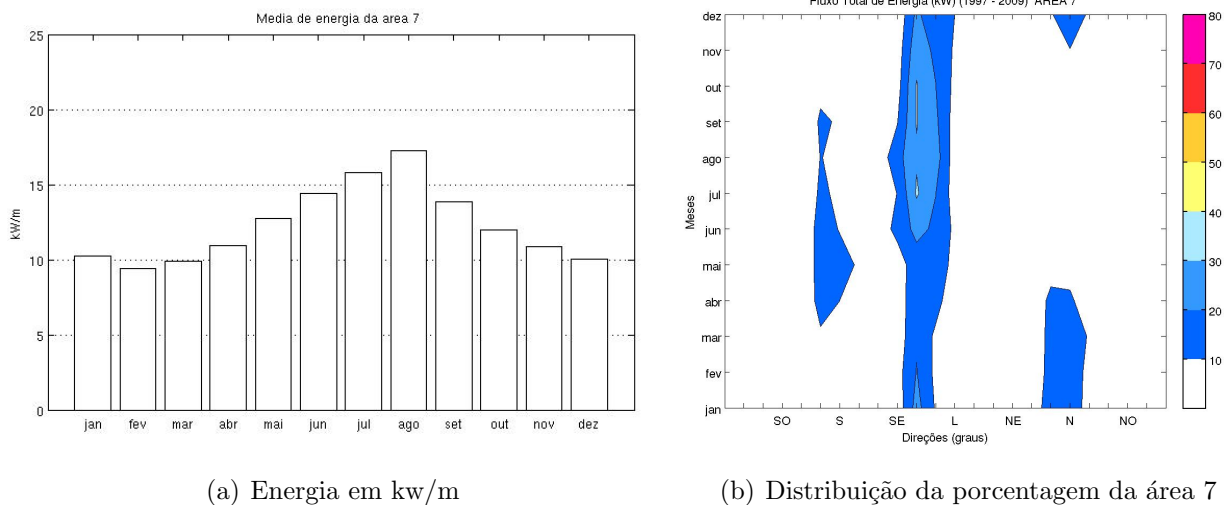 Media de energia da area 7
25
20
15
10
5
0
kW/m
jan fev mar abr mai jun jul ago set out nov dez
(a) Energia em kw/m
Fluxo Total de Energia (kW) (1997 - 2009) AREA 7
dez
nov
out
set
ago
jul
jun
mai
abr
mar
fev
jan
Meses
SO S SE L NE N NO
Direções (graus)
80
70
60
50
40
30
20
10
(b) Distribuição da porcentagem da área 7